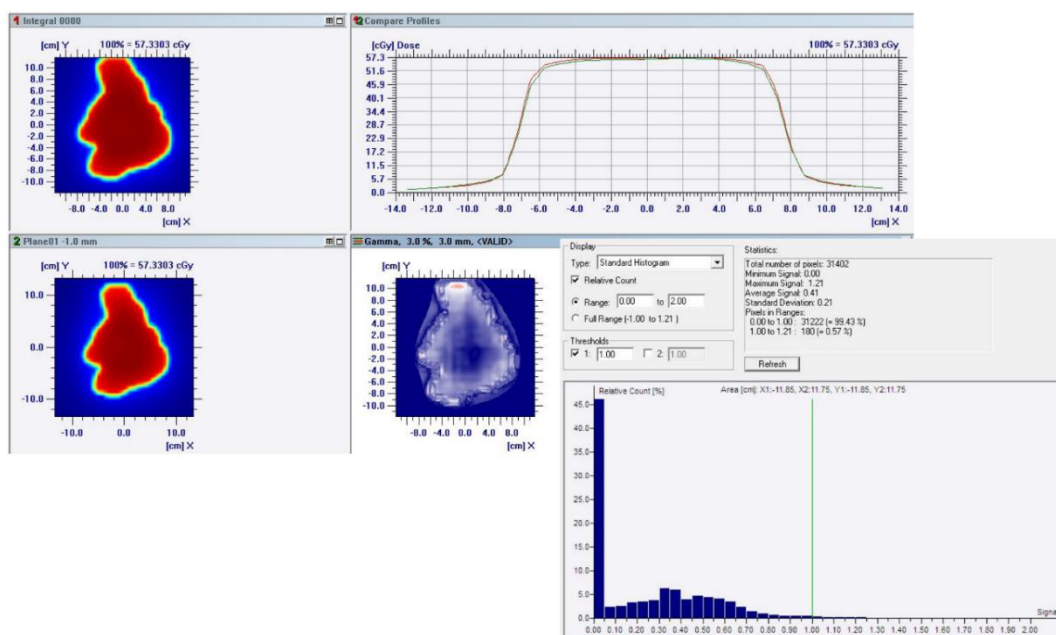 1 Integral 0000
[cm] Y 100% = 57.3303 cGy
10.0
8.0
6.0
4.0
2.0
0.0
-2.0
-4.0
-6.0
-8.0
-10.0
-8.0 -4.0 0.0 4.0 8.0
[cm] X
12 Compare Profiles
[cGy] Dose 100% = 57.3303 cGy
57.3
51.6
45.9
40.1
34.4
28.7
22.9
17.2
11.5
5.7
0.0
-14.0 -12.0 -10.0 -8.0 -6.0 -4.0 -2.0 0.0 2.0 4.0 6.0 8.0 10.0 12.0 14.0
[cm] X
2 Plane01 -1.0 mm
[cm] Y 100% = 57.3303 cGy
10.0
0.0
-10.0
-10.0 0.0 10.0
[cm] X
Gamma, 3.0 %, 3.0 mm, <VALID>
[cm] Y
10.0
8.0
6.0
4.0
2.0
0.0
-2.0
-4.0
-6.0
-8.0
-10.0
-8.0 -4.0 0.0 4.0 8.0
[cm] X
Display
Type: Standard Histogram
Relative Count
Range: 0.00 to 2.00
Full Range (-1.00 to 1.21 )
Thresholds
1: 1.00 2: 1.00
Statistics:
Total number of pixels: 31402
Minimum Signal: 0.00
Maximum Signal: 1.21
Average Signal: 0.41
Standard Deviation: 0.21
Pixels in Ranges:
0.00 to 1.00 : 31222 (= 99.43 %)
1.00 to 1.21 : 180 (= 0.57 %)
Refresh
Relative Count [%] Area [cm]: X1:-11.85, X2:11.75, Y1:-11.85, Y2:11.75
45.0
40.0
35.0
30.0
25.0
20.0
15.0
10.0
5.0
0.0
Signa
0.00 0.10 0.20 0.30 0.40 0.50 0.60 0.70 0.80 0.90 1.00 1.10 1.20 1.30 1.40 1.50 1.60 1.70 1.80 1.90 2.00